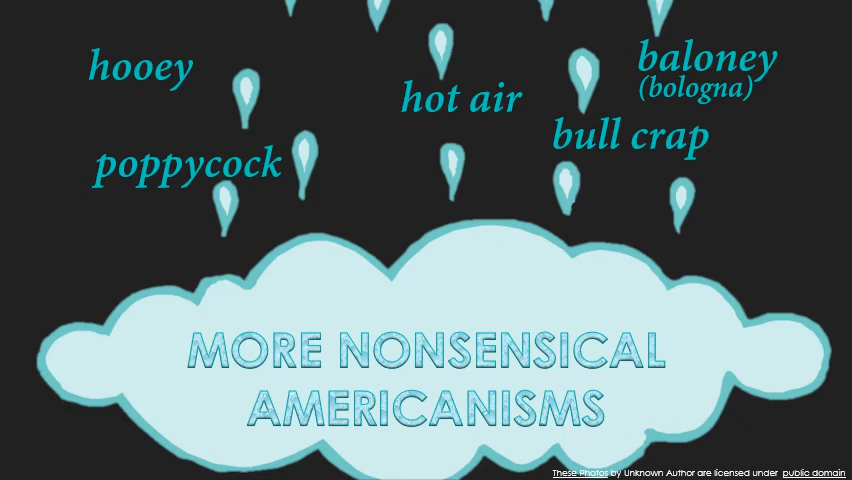 hooey
hot air
baloney
(bologna)
bull crap
poppycock
MORE NONSENSICAL
AMERICANISMS
These Photos by Unknown Author are licensed under public domain